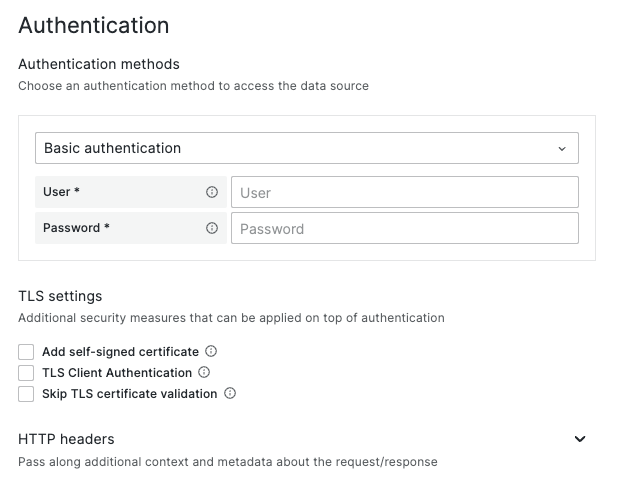 Authentication
Authentication methods
Choose an authentication method to access the data source
Basic authentication
User * User
Password * Password
TLS settings
Additional security measures that can be applied on top of authentication
Add self-signed certificate
TLS Client Authentication
Skip TLS certificate validation
HTTP headers
Pass along additional context and metadata about the request/response